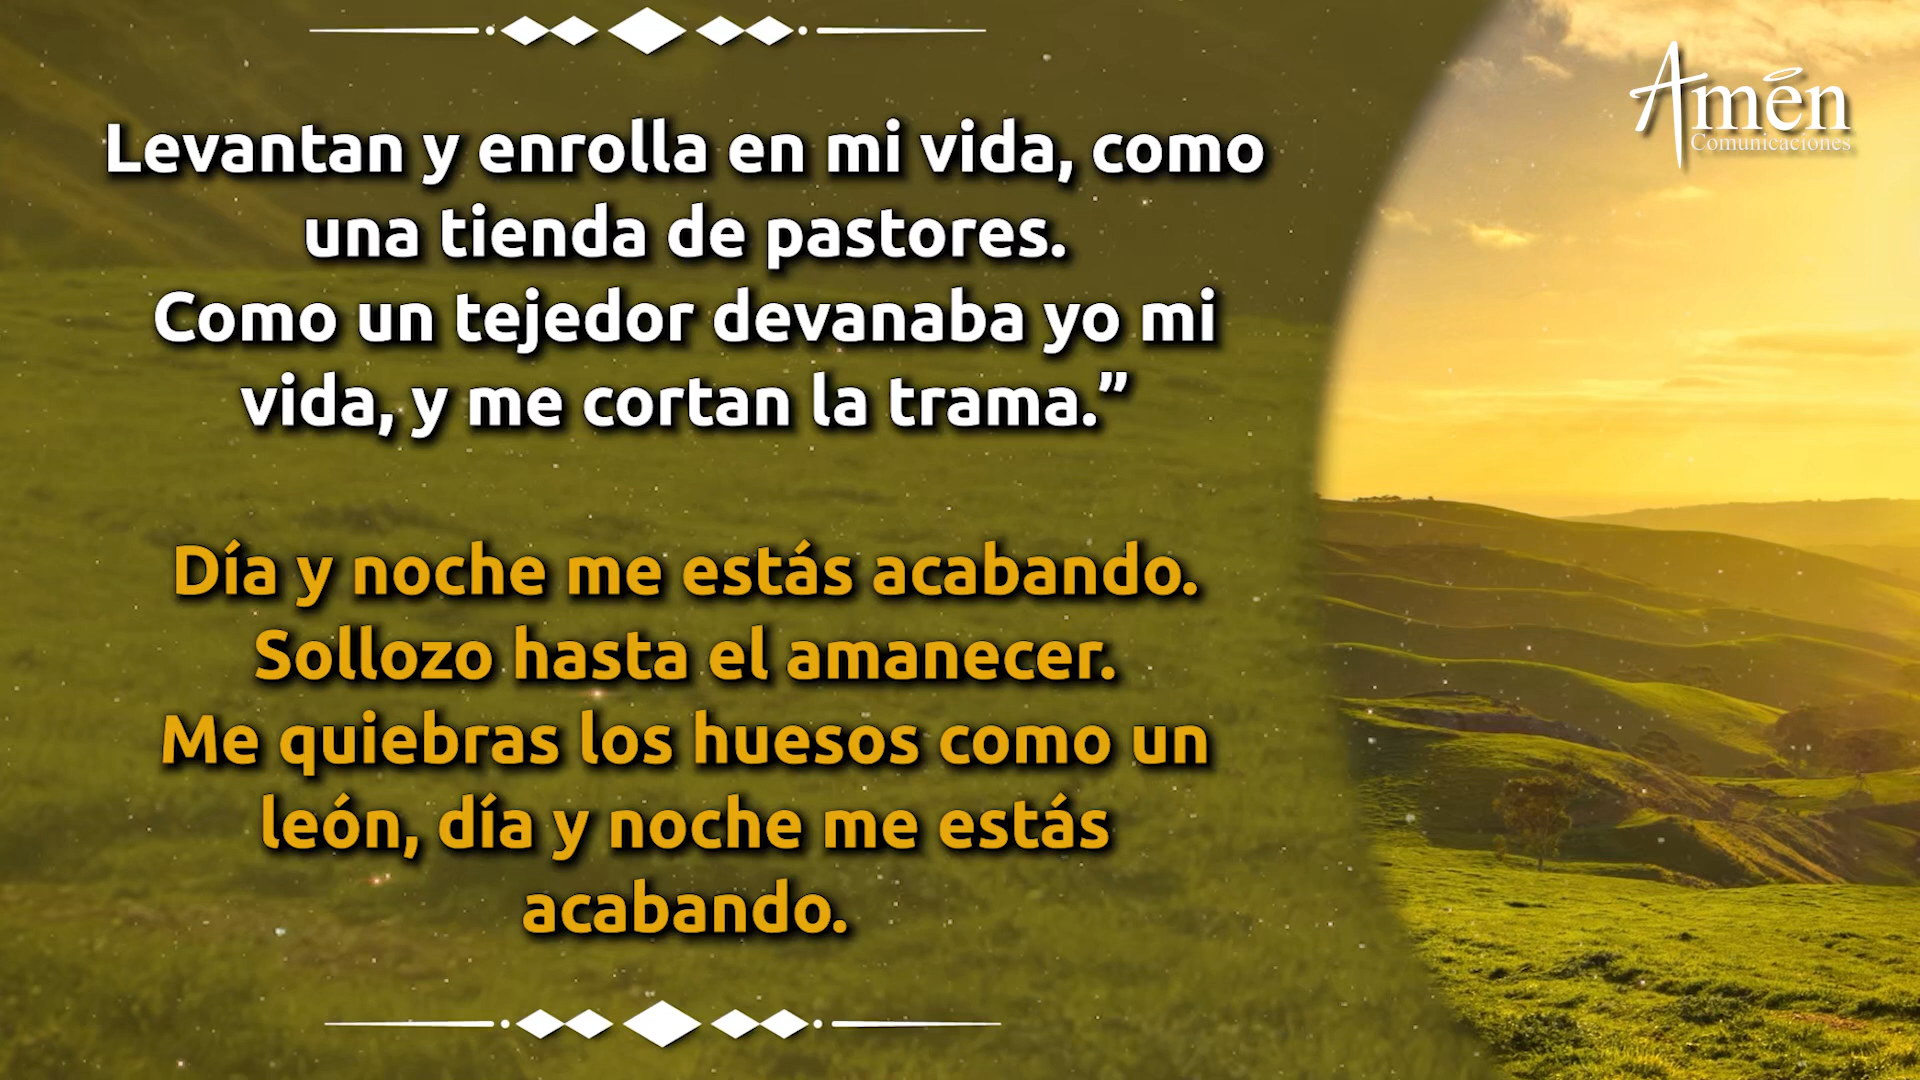 Amén
Comunicaciones
Levantan y enrolla en mi vida, como
una tienda de pastores.
Como un tejedor devanaba yo mi
vida, y me cortan la trama.”
Día y noche me estás acabando.
Sollozo hasta el amanecer.
Me quiebras los huesos como un
león, día y noche me estás
acabando.